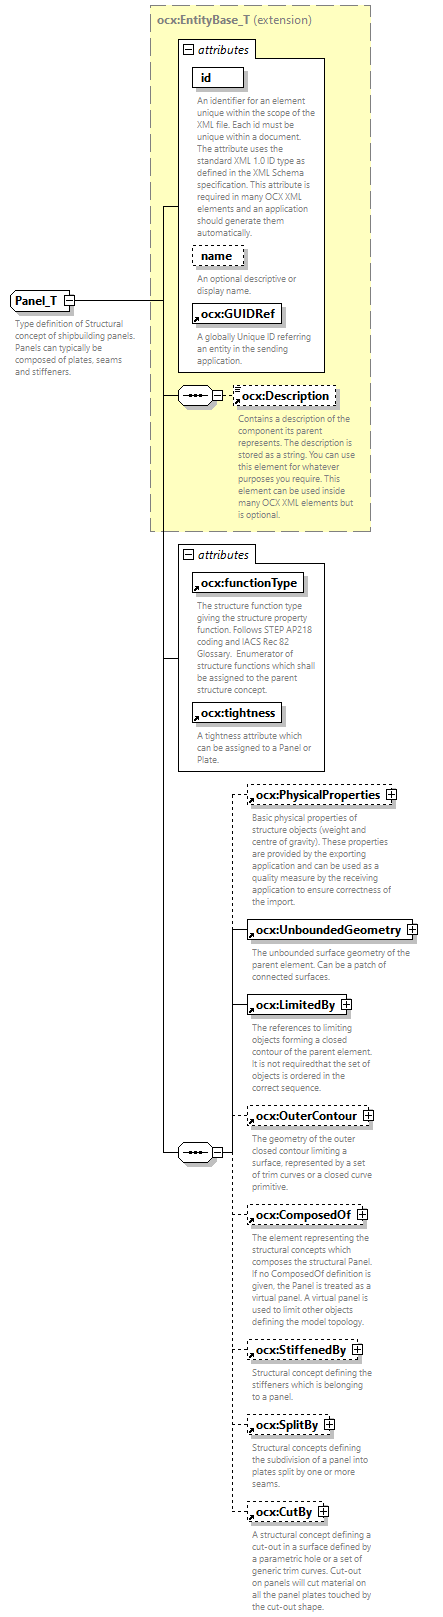 ocx:EntityBase_T (extension)
attributes
id
An identifier for an element
unique within the scope of the
XML file. Each id must be
unique within a document.
The attribute uses the
standard XML 1.0 ID type as
defined in the XML Schema
specification. This attribute is
required in many OCX XML
elements and an application
should generate them
automatically.
name
An optional descriptive or
display name.
ocx:GUIDRef
A globally Unique ID referring
an entity in the sending
application.
Panel_T
Type definition of Structural
concept of shipbuilding panels.
Panels can typically be
composed of plates, seams
and stiffeners.
ocx:Description
Contains a description of the
component its parent
represents. The description is
stored as a string. You can use
this element for whatever
purposes you require. This
element can be used inside
many OCX XML elements but
is optional.
attributes
ocx:functionType
The structure function type
giving the structure property
function. Follows STEP AP218
coding and IACS Rec 82
Glossary.  Enumerator of
structure functions which shall
be assigned to the parent
structure concept.
ocx:tightness
A tightness attribute which
can be assigned to a Panel or
Plate.
ocx:PhysicalProperties
Basic physical properties of
structure objects (weight and
centre of gravity). These properties
are provided by the exporting
application and can be used as a
quality measure by the receiving
application to ensure correctness of
the import.
ocx:UnboundedGeometry
The unbounded surface geometry of the
parent element. Can be a patch of
connected surfaces.
ocx:LimitedBy
The references to limiting
objects forming a closed
contour of the parent element.
It is not requiredthat the set of
objects is ordered in the
correct sequence.
ocx:OuterContour
The geometry of the outer
closed contour limiting a
surface, represented by a set
of trim curves or a closed curve
primitive.
ocx:ComposedOf
The element representing the
structural concepts which
composes the structural Panel.
If no ComposedOf definition is
given, the Panel is treated as a
virtual panel. A virtual panel is
used to limit other objects
defining the model topology.
ocx:StiffenedBy
Structural concept defining the
stiffeners which is belonging
to a panel.
ocx:SplitBy
Structural concepts defining
the subdivision of a panel into
plates split by one or more
seams.
ocx:CutBy
A structural concept defining a
cut-out in a surface defined by
a parametric hole or a set of
generic trim curves. Cut-out
on panels will cut material on
all the panel plates touched by
the cut-out shape.